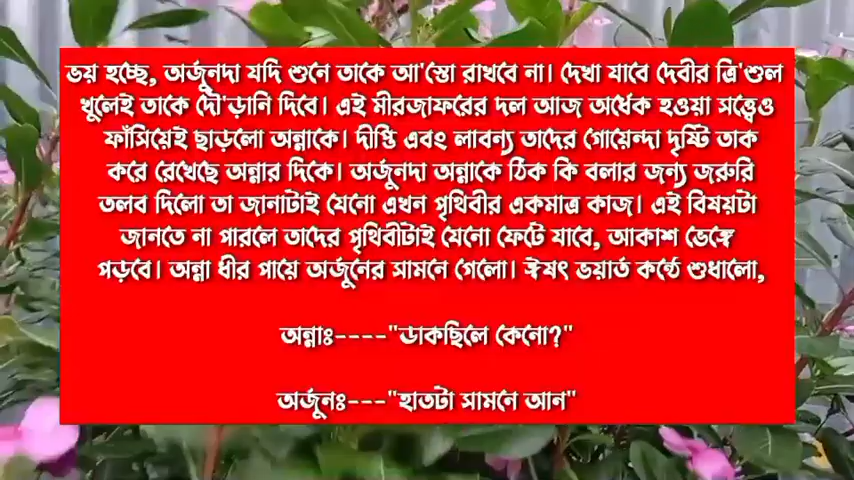 ভয় হচ্ছে, অর্জুনদা যদি শুনে তাকে আ'স্তো রাখবে না। দেখা যাবে দেবীর ত্রি'শুল
খুলেই তাকে দৌ'ড়ানি দিবে। এই মীরজাফরের দল আজ অর্ধেক হওয়া সত্ত্বেও
ফাঁসিয়েই ছাড়লো অন্নাকে। দীপ্তি এবং লাবন্য তাদের গোয়েন্দা দৃষ্টি তাক
করে রেখেছে অন্নার দিকে। অর্জুনদা অন্নাকে ঠিক কি বলার জন্য জরুরি
তলব দিলো তা জানাটাই যেনো এখন পৃথিবীর একমাত্র কাজ। এই বিষয়টা
জানতে না পারলে তাদের পৃথিবীটাই যেনো ফেটে যাবে, আকাশ ভেঙ্গে
পড়বে। অন্না ধীর পায়ে অর্জুনের সামনে গেলো। ঈষৎ ভয়ার্ত কন্ঠে শুধালো,
অন্নাঃ----"ডাকছিলে কেনো?"
অর্জুনঃ---"হাতটা সামনে আন"